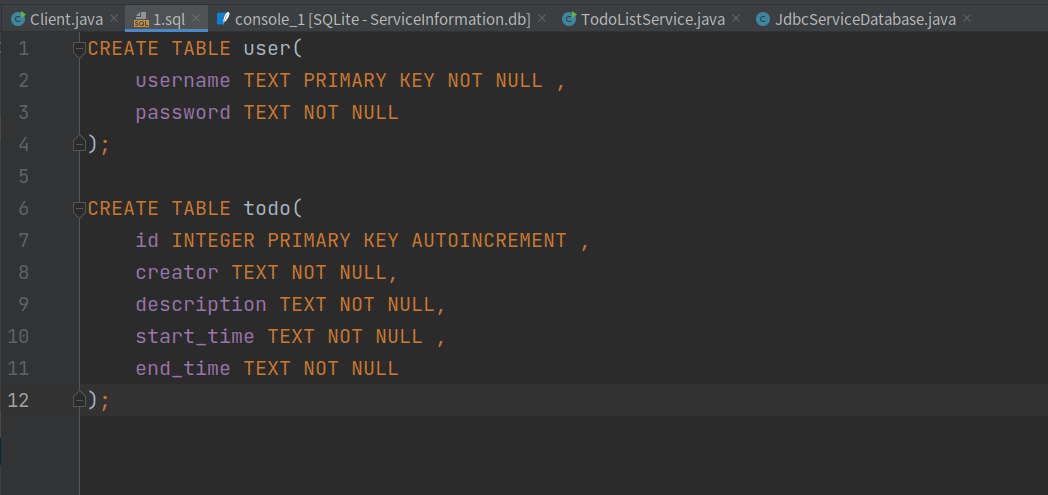 Client.java 1.sql console_1 [SQLite - ServiceInformation.db] TodoListService.java JdbcServiceDatabase.java
1 CREATE TABLE user(
2 username TEXT PRIMARY KEY NOT NULL ,
3 password TEXT NOT NULL
4 );
5
6 CREATE TABLE todo(
7 id INTEGER PRIMARY KEY AUTOINCREMENT ,
8 creator TEXT NOT NULL,
9 description TEXT NOT NULL,
10 start_time TEXT NOT NULL ,
11 end_time TEXT NOT NULL
12 );